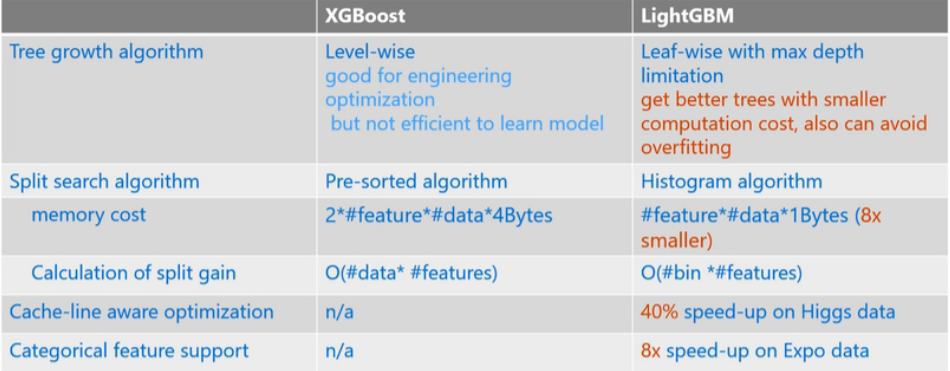 XGBoost LightGBM
Tree growth algorithm
Level-wise
good for engineering
optimization
but not efficient to learn model
Leaf-wise with max depth
limitation
get better trees with smaller
computation cost, also can avoid
overfitting
Split search algorithm
Pre-sorted algorithm
Histogram algorithm
memory cost
2*#feature*#data*4Bytes
#feature*#data*1Bytes (8x
smaller)
Calculation of split gain
O(#data* #features)
O(#bin *#features)
Cache-line aware optimization
n/a
40% speed-up on Higgs data
Categorical feature support
n/a
8x speed-up on Expo data